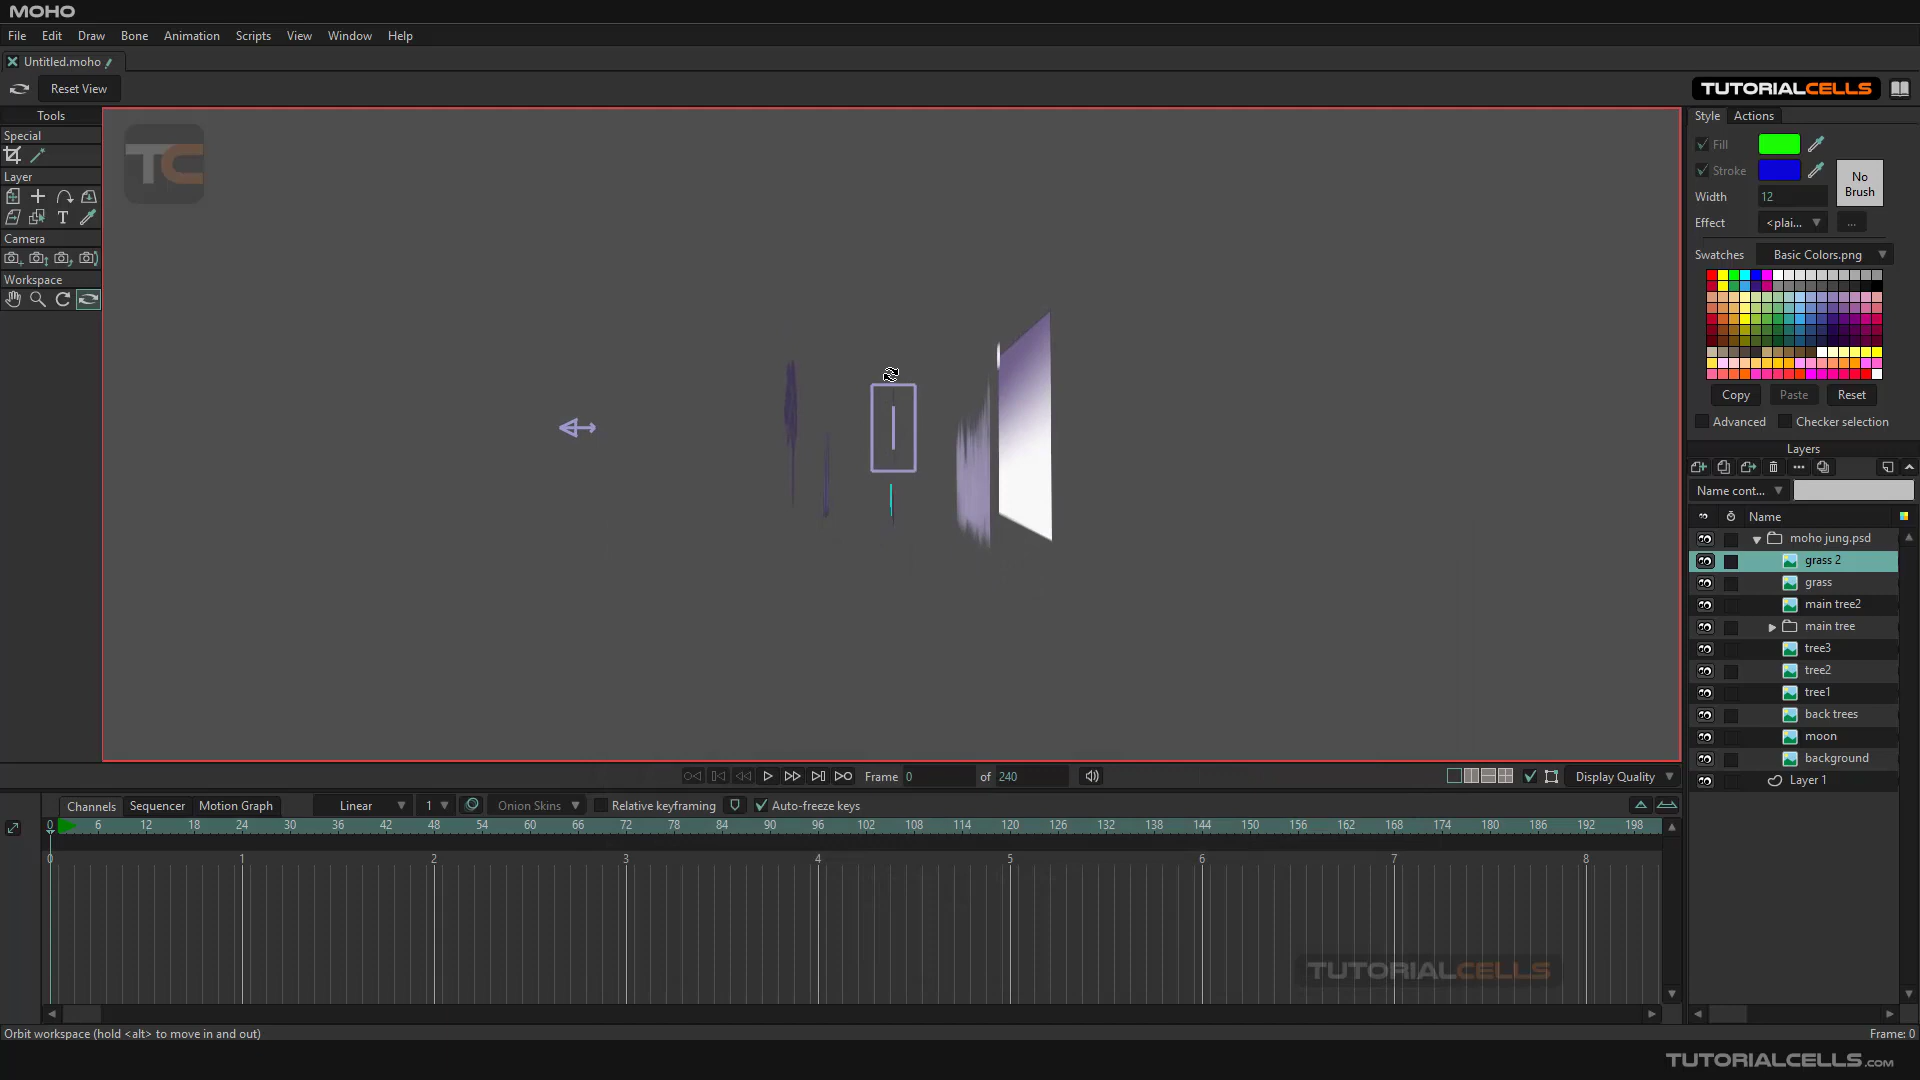 MOHO
File Edit Draw Bone Animation Scripts View Window Help
Untitled.moho
Reset View
TUTORIALCELLS
Tools
Special
Layer
T
Camera
Workspace
TC
Style Actions
Fill
Stroke
No Brush
Width 12
Effect <plai... ...
Swatches Basic Colors.png
Copy Paste Reset
Advanced Checker selection
Layers
Name cont...
Name
moho jung.psd
grass 2
grass
main tree2
main tree
tree3
tree2
tree1
back trees
moon
background
Layer 1
Frame 0 of 240 Display Quality
Channels Sequencer Motion Graph Linear 1 Onion Skins Relative keyframing Auto-freeze keys
0 6 12 18 24 30 36 42 48 54 60 66 72 78 84 90 96 102 108 114 120 126 132 138 144 150 156 162 168 174 180 186 192 198
0 1 2 3 4 5 6 7 8
TUTORIALCELLS
Orbit workspace (hold <alt> to move in and out) Frame: 0
TUTORIALCELLS.COM